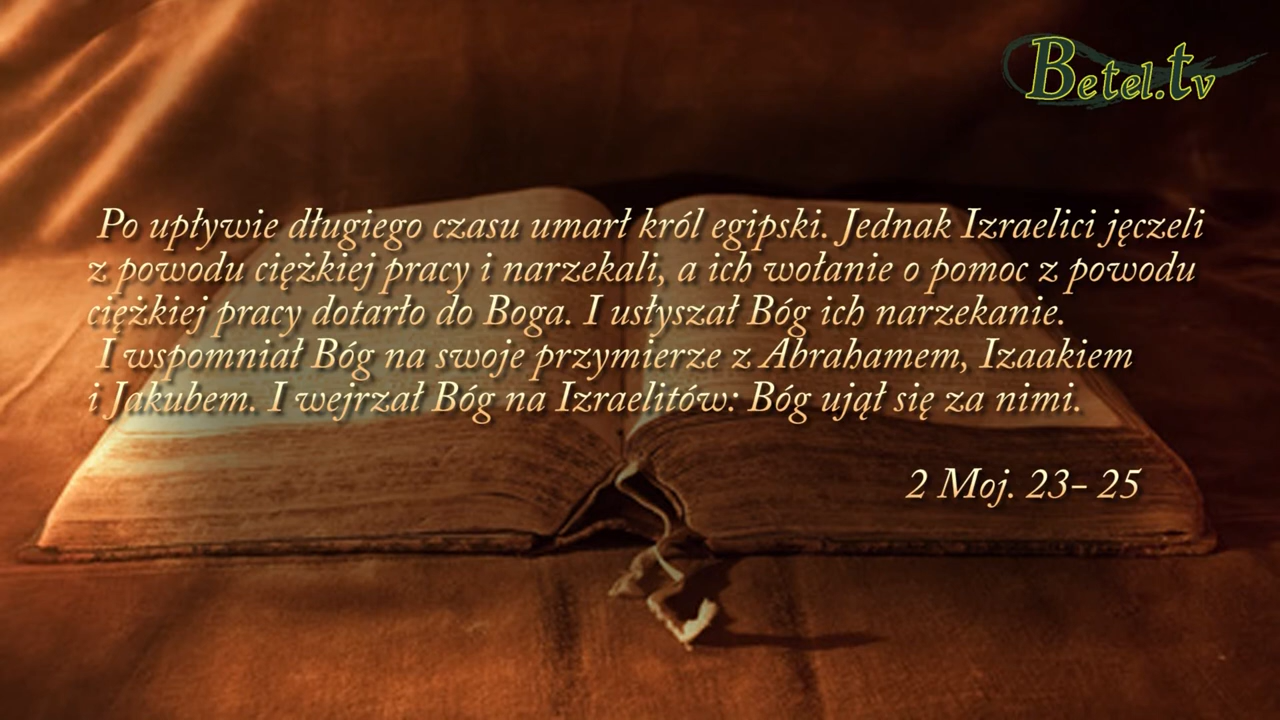 Betel.tv
Po upływie długiego czasu umarł król egipski. Jednak Izraelici jęczeli
z powodu ciężkiej pracy i narzekali, a ich wołanie o pomoc z powodu
ciężkiej pracy dotarło do Boga. I usłyszał Bóg ich narzekanie.
I wspomniał Bóg na swoje przymierze z Abrahamem, Izaakiem
i Jakubem. I wejrzał Bóg na Izraelitów: Bóg ujął się za nimi.
2 Moj. 23- 25